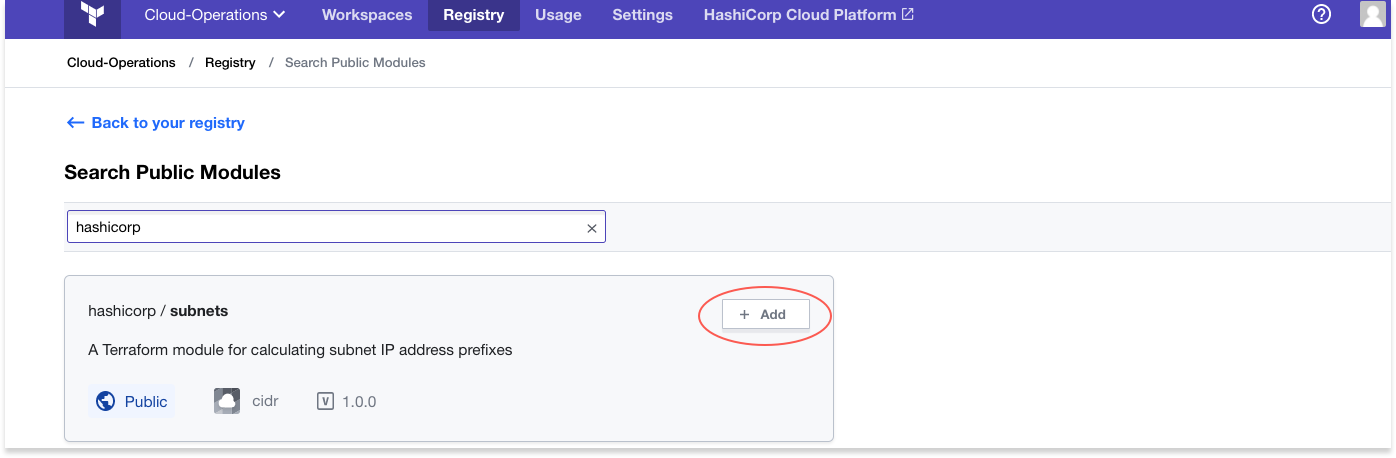 Cloud-Operations Workspaces Registry Usage Settings HashiCorp Cloud Platform
Cloud-Operations / Registry / Search Public Modules
Back to your registry
Search Public Modules
hashicorp
hashicorp / subnets
+ Add
A Terraform module for calculating subnet IP address prefixes
Public cidr V 1.0.0